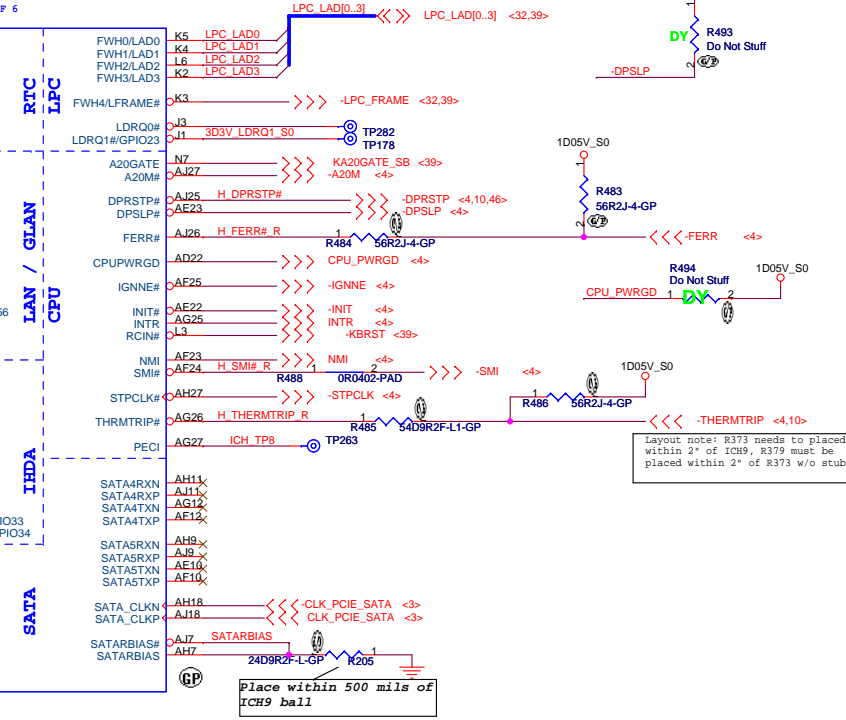 F 6
LPC_LAD[0..3]
LPC_LAD[0..3] <32,39>
FWH0/LAD0 K5 LPC_LAD0
FWH1/LAD1 K4 LPC_LAD1
FWH2/LAD2 L6 LPC_LAD2
FWH3/LAD3 K2 LPC_LAD3
FWH4/LFRAME# K3 -LPC_FRAME <32,39>
LDRQ0# J3 TP282
LDRQ1#/GPIO23 J1 3D3V_LDRQ1_S0 TP178
RTC
LPC
1
DY
R493
Do Not Stuff
2
G/P
-DPSLP
A20GATE N7 KA20GATE_SB <39>
A20M# AJ27 -A20M <4>
DPRSTP# AJ25 H_DPRSTP# -DPRSTP <4,10,46>
DPSLP# AE23 -DPSLP <4>
1D05V_S0
1
R483
56R2J-4-GP
2
G/P
FERR# AJ26 H_FERR#_R 1
R484 56R2J-4-GP
-FERR <4>
CPUPWRGD AD22 CPU_PWRGD <4>
IGNNE# AF25 -IGNNE <4>
R494
Do Not Stuff
1D05V_S0
CPU_PWRGD 1 DY 2
INIT# AE22 -INIT <4>
INTR AG25 INTR <4>
RCIN# L3 -KBRST <39>
LAN / GLAN
CPU
NMI AF23 NMI <4>
SMI# AF24 H_SMI#_R 1 2 -SMI <4>
R488 0R0402-PAD
1D05V_S0
STPCLK# AH27 -STPCLK <4>
1
R486 56R2J-4-GP
THRMTRIP# AG26 H_THERMTRIP_R 1
R485 54D9R2F-L1-GP
-THERMTRIP <4,10>
PECI AG27 ICH_TP8 TP263
Layout note: R373 needs to placed
within 2" of ICH9, R379 must be
placed within 2" of R373 w/o stub
IHDA
SATA4RXN AH11
SATA4RXP AJ11
SATA4TXN AG12
SATA4TXP AF12
IO33
PIO34
SATA5RXN AH9
SATA5RXP AJ9
SATA5TXN AE10
SATA5TXP AF10
SATA
SATA_CLKN AH18 -CLK_PCIE_SATA <3>
SATA_CLKP AJ18 CLK_PCIE_SATA <3>
SATARBIAS# AJ7 SATARBIAS
SATARBIAS AH7
1
24D9R2F-L-GP R205
GP
Place within 500 mils of
ICH9 ball